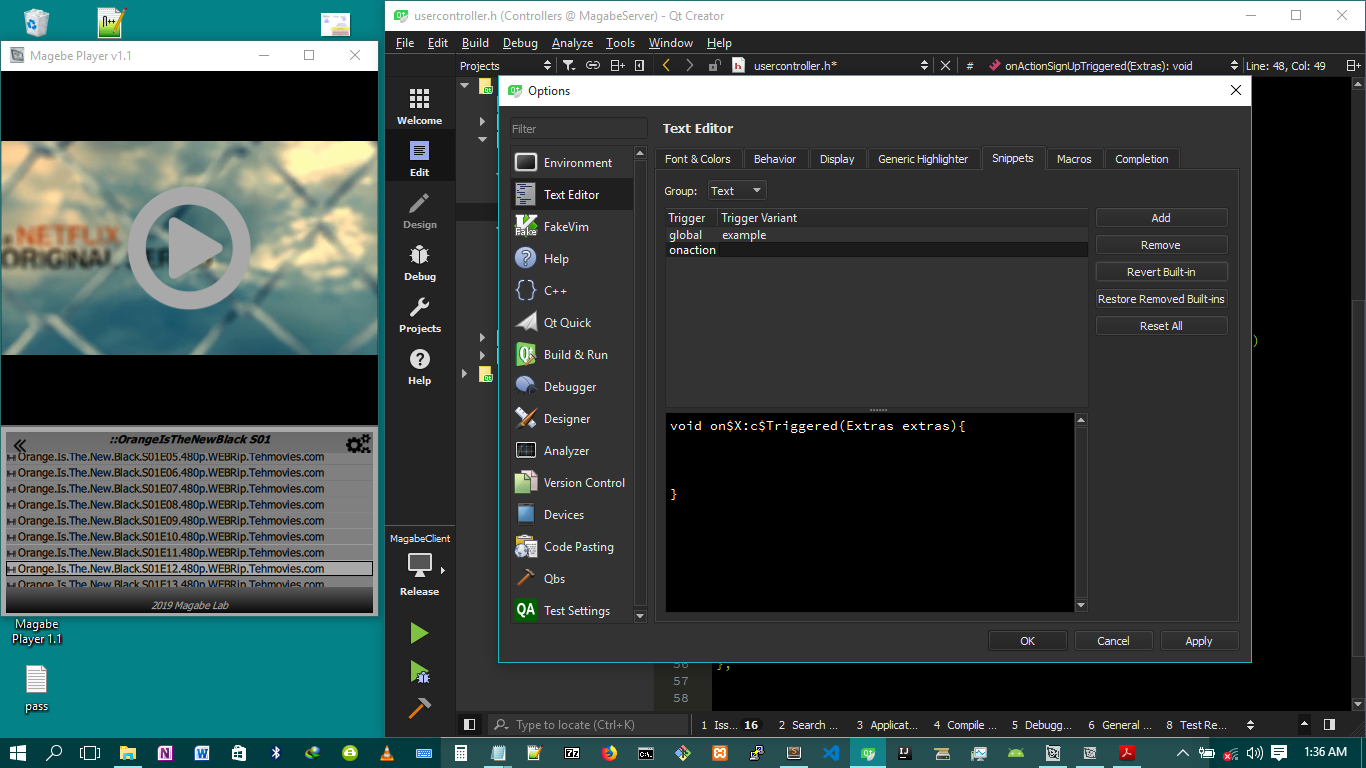 usercontroller.h (Controllers @ MagabeServer) - Qt Creator
File Edit Build Debug Analyze Tools Window Help
Magebe Player v1.1
Projects
usercontroller.h*
#
onActionSignUpTriggered(Extras): void
Line: 48, Col: 49
Welcome
Edit
Design
Debug
Projects
Help
MagabeClient
Release
Options
Filter
Environment
Text Editor
FakeVim
Help
C++
Qt Quick
Build & Run
Debugger
Designer
Analyzer
Version Control
Devices
Code Pasting
Qbs
QA Test Settings
Text Editor
Font & Colors Behavior Display Generic Highlighter Snippets Macros Completion
Group: Text
Trigger Trigger Variant
global example
onaction
Add
Remove
Revert Built-in
Restore Removed Built-ins
Reset All
void on$X:c$Triggered(Extras extras){
}
OK Cancel Apply
)
56 };
57
58
NETFLIX
ORIGINAL
::OrangeIsTheNewBlack S01
Orange.Is.The.New.Black.S01E05.480p.WEBRip.Tehmovies.com
Orange.Is.The.New.Black.S01E06.480p.WEBRip.Tehmovies.com
Orange.Is.The.New.Black.S01E07.480p.WEBRip.Tehmovies.com
Orange.Is.The.New.Black.S01E08.480p.WEBRip.Tehmovies.com
Orange.Is.The.New.Black.S01E09.480p.WEBRip.Tehmovies.com
Orange.Is.The.New.Black.S01E10.480p.WEBRip.Tehmovies.com
Orange.Is.The.New.Black.S01E11.480p.WEBRip.Tehmovies.com
Orange.Is.The.New.Black.S01E12.480p.WEBRip.Tehmovies.com
Orange.Is.The.New.Black.S01E13.480p.WEBRip.Tehmovies.com
2019 Magabe Lab
Magabe
Player 1.1
pass
Type to locate (Ctrl+K)
1 Iss... 16 2 Search ... 3 Applicat... 4 Compile ... 5 Debugg... 6 General ... 8 Test Re...
1:36 AM